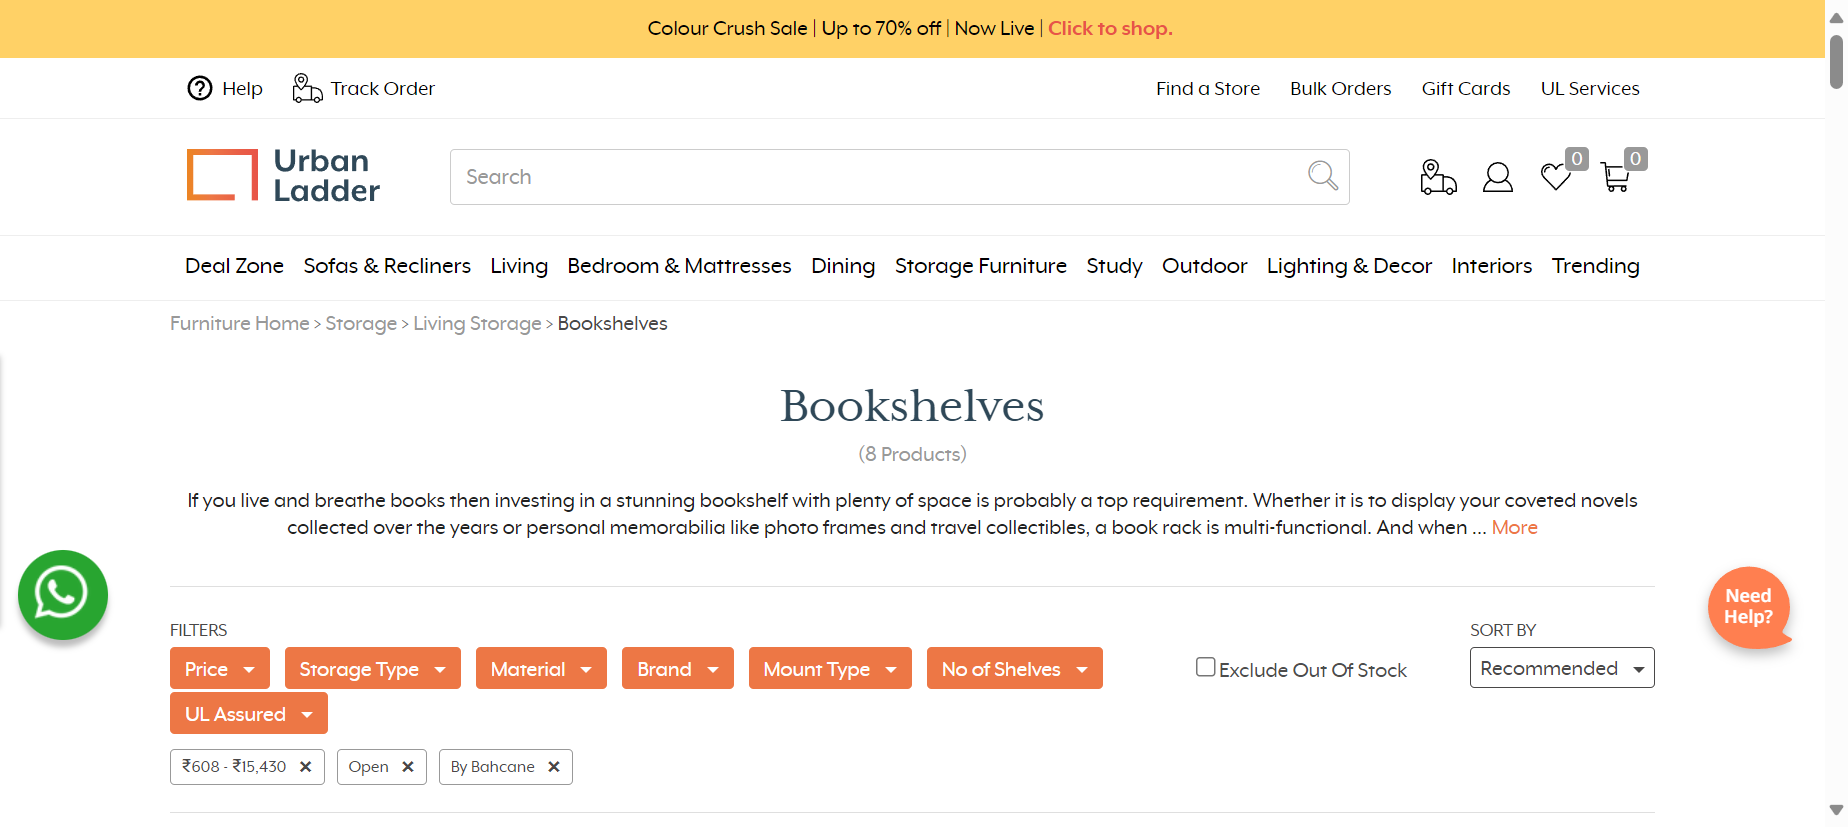 Colour Crush Sale | Up to 70% off | Now Live | Click to shop.
Help Track Order Find a Store Bulk Orders Gift Cards UL Services
Urban
Ladder
Search
0 0
Deal Zone Sofas & Recliners Living Bedroom & Mattresses Dining Storage Furniture Study Outdoor Lighting & Decor Interiors Trending
Furniture Home > Storage > Living Storage > Bookshelves
Bookshelves
(8 Products)
If you live and breathe books then investing in a stunning bookshelf with plenty of space is probably a top requirement. Whether it is to display your coveted novels
collected over the years or personal memorabilia like photo frames and travel collectibles, a book rack is multi-functional. And when ... More
Need
Help?
FILTERS SORT BY
Price Storage Type Material Brand Mount Type No of Shelves Exclude Out Of Stock Recommended
UL Assured
₹608 - ₹15,430 × Open × By Bahcane ×